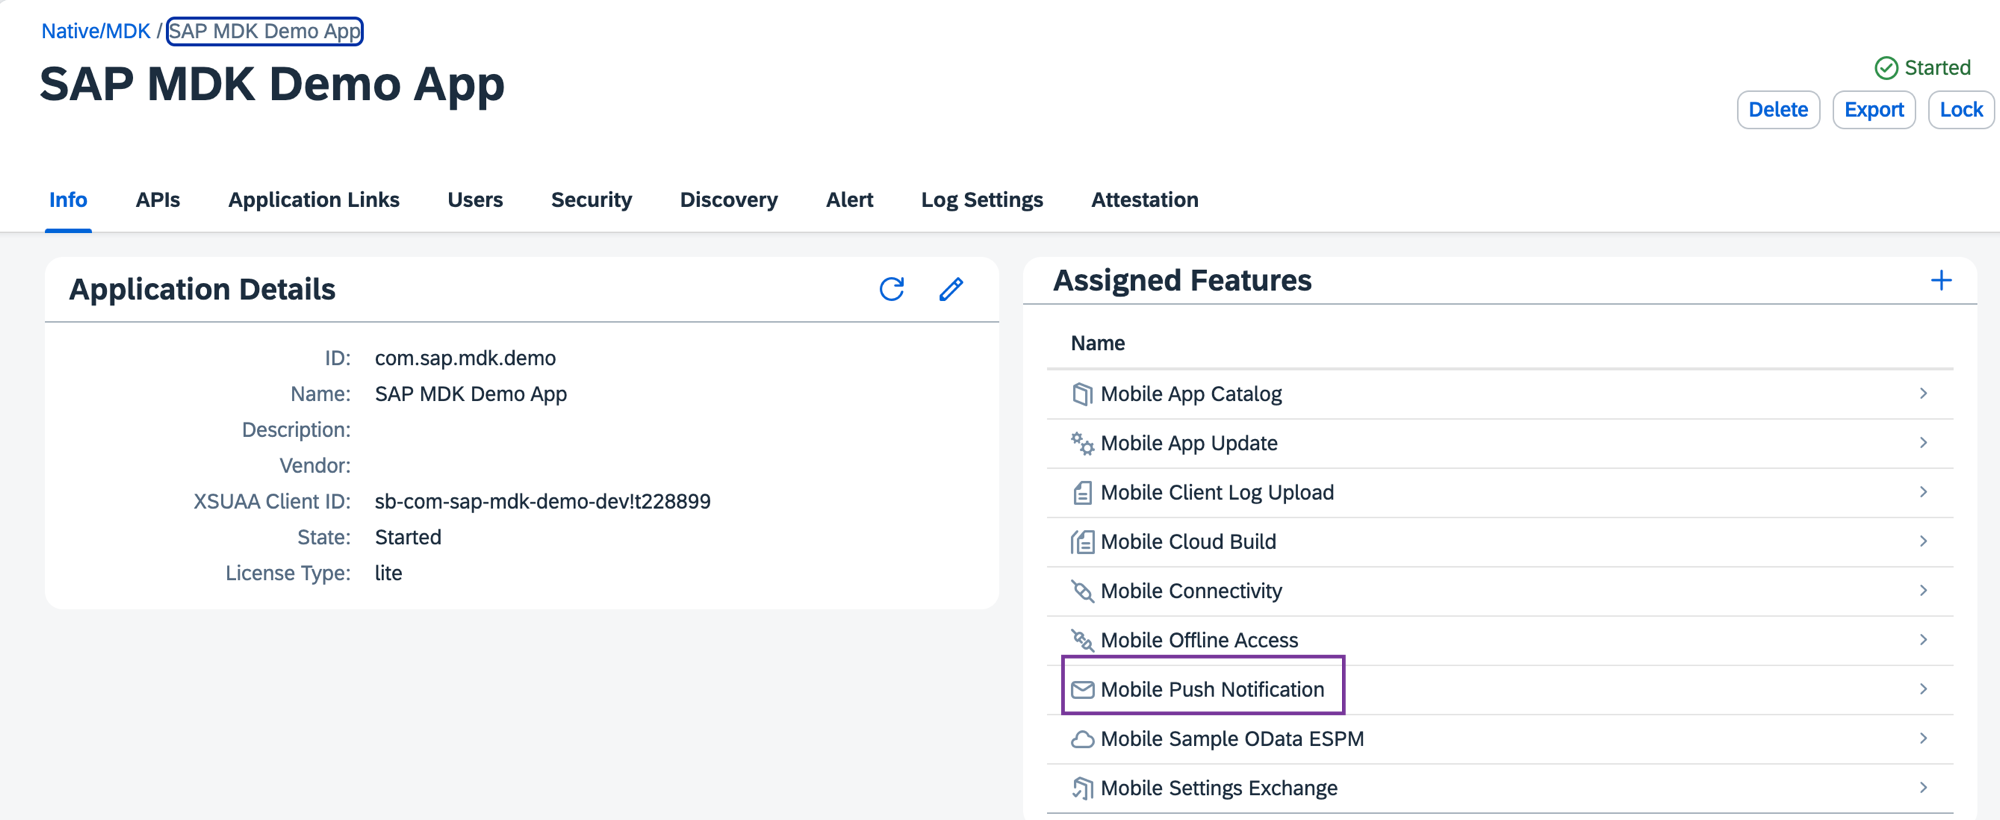 Native/MDK / SAP MDK Demo App
SAP MDK Demo App
Started
Delete Export Lock
Info APIs Application Links Users Security Discovery Alert Log Settings Attestation
Application Details
ID: com.sap.mdk.demo
Name: SAP MDK Demo App
Description:
Vendor:
XSUAA Client ID: sb-com-sap-mdk-demo-dev!t228899
State: Started
License Type: lite
Assigned Features
Name
Mobile App Catalog
Mobile App Update
Mobile Client Log Upload
Mobile Cloud Build
Mobile Connectivity
Mobile Offline Access
Mobile Push Notification
Mobile Sample OData ESPM
Mobile Settings Exchange